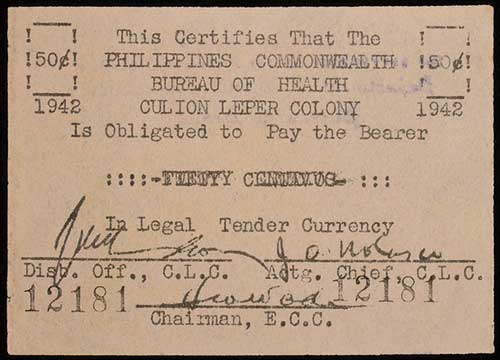 This Certifies That The
!50¢! PHILIPPINES COMMONWEALTH !50¢!
BUREAU OF HEALTH
1942 CULION LEPER COLONY 1942
Is Obligated to Pay the Bearer
::::-FIFTY CENTAVOS- :::
In Legal Tender Currency
Disb. Off., C.L.C. Actg. Chief, C.L.C.
12181 12181
Chairman, E.C.C.